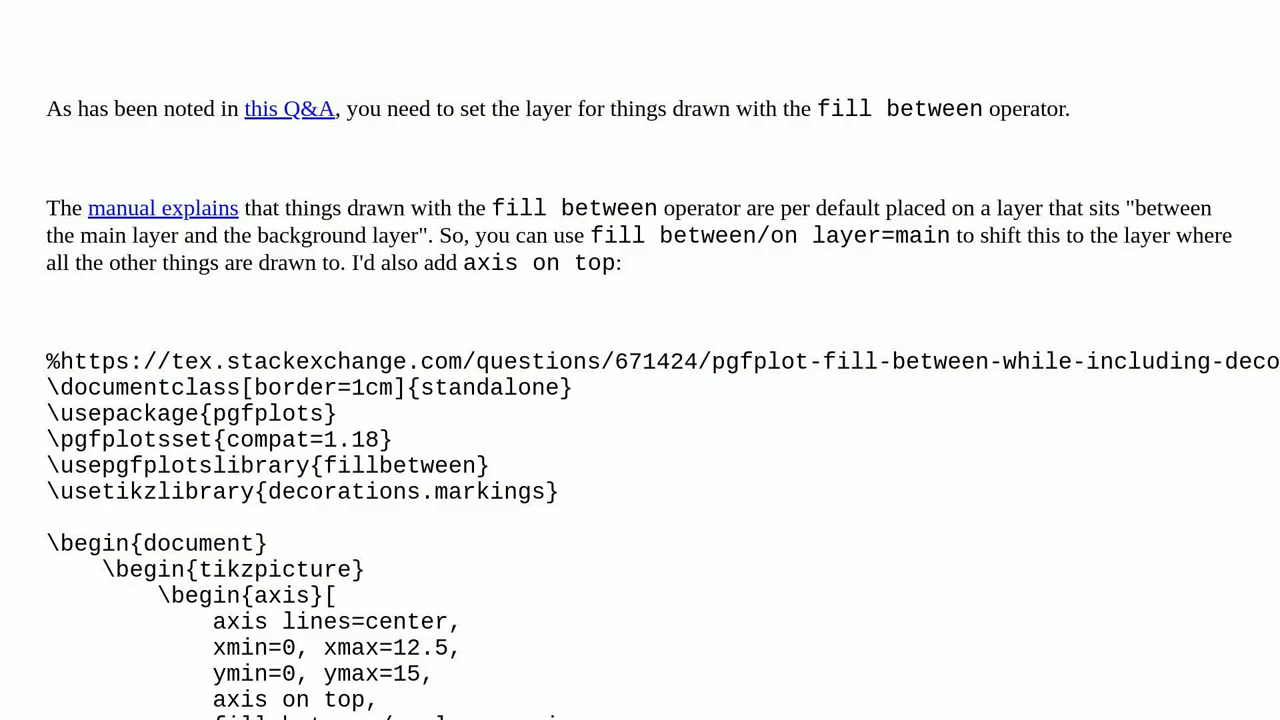 As has been noted in this Q&A, you need to set the layer for things drawn with the fill between operator.
The manual explains that things drawn with the fill between operator are per default placed on a layer that sits "between
the main layer and the background layer". So, you can use fill between/on layer=main to shift this to the layer where
all the other things are drawn to. I'd also add axis on top:
%https://tex.stackexchange.com/questions/671424/pgfplot-fill-between-while-including-deco
\documentclass[border=1cm]{standalone}
\usepackage{pgfplots}
\pgfplotsset{compat=1.18}
\usepgfplotslibrary{fillbetween}
\usetikzlibrary{decorations.markings}
\begin{document}
\begin{tikzpicture}
\begin{axis}[
axis lines=center,
xmin=0, xmax=12.5,
ymin=0, ymax=15,
axis on top,